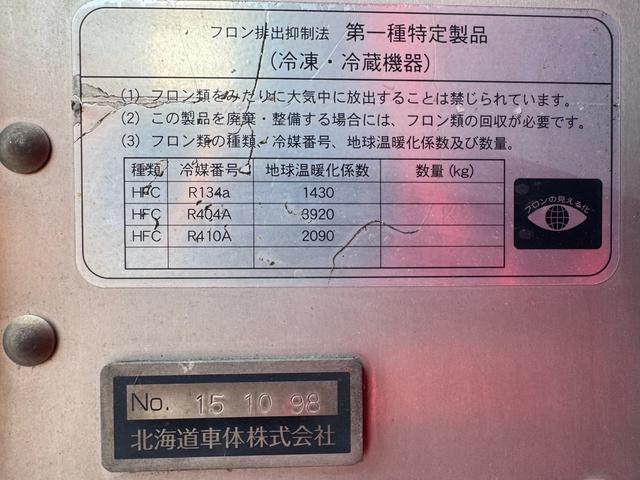 フロン排出抑制法 第一種特定製品
(冷凍・冷蔵機器)
(1) フロン類をみだりに大気中に放出することは禁じられています。
(2) この製品を廃棄・整備する場合には、フロン類の回収が必要です。
(3) フロン類の種類、冷媒番号、地球温暖化係数及び数量。
種類 冷媒番号 地球温暖化係数 数量 (kg)
HFC R134a 1430
HFC R404A 3920
HFC R410A 2090
フロンの見える化
No. 15 10 98
北海道車体株式会社